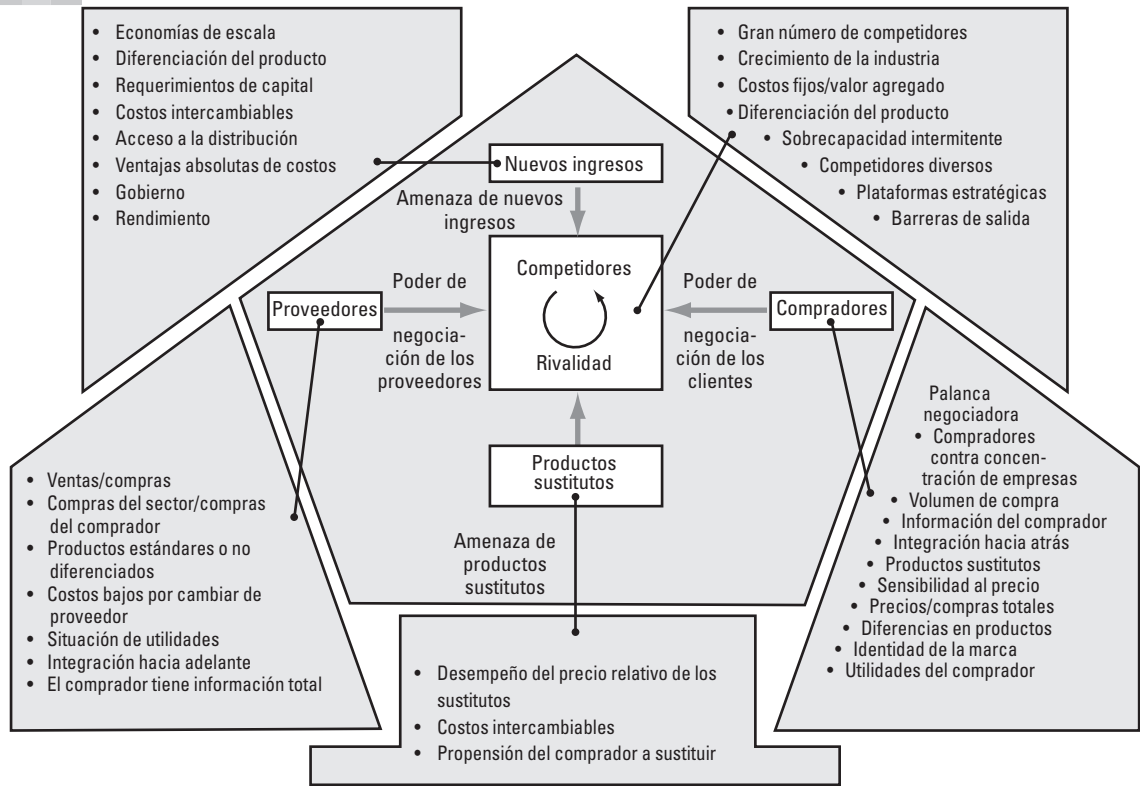 • Economías de escala
• Diferenciación del producto
• Requerimientos de capital
• Costos intercambiables
• Acceso a la distribución
• Ventajas absolutas de costos
• Gobierno
• Rendimiento
• Gran número de competidores
• Crecimiento de la industria
• Costos fijos/valor agregado
• Diferenciación del producto
• Sobrecapacidad intermitente
• Competidores diversos
• Plataformas estratégicas
• Barreras de salida
Nuevos ingresos
Amenaza de nuevos
ingresos
Competidores
Rivalidad
Proveedores
Poder de
negocia-
ción de los
proveedores
Compradores
Poder de
negocia-
ción de los
clientes
Productos
sustitutos
Amenaza de
productos
sustitutos
• Ventas/compras
• Compras del sector/compras
del comprador
• Productos estándares o no
diferenciados
• Costos bajos por cambiar de
proveedor
• Situación de utilidades
• Integración hacia adelante
• El comprador tiene información total
• Desempeño del precio relativo de los
sustitutos
• Costos intercambiables
• Propensión del comprador a sustituir
Palanca
negociadora
• Compradores
contra concen-
tración de empresas
• Volumen de compra
• Información del comprador
• Integración hacia atrás
• Productos sustitutos
• Sensibilidad al precio
• Precios/compras totales
• Diferencias en productos
• Identidad de la marca
• Utilidades del comprador